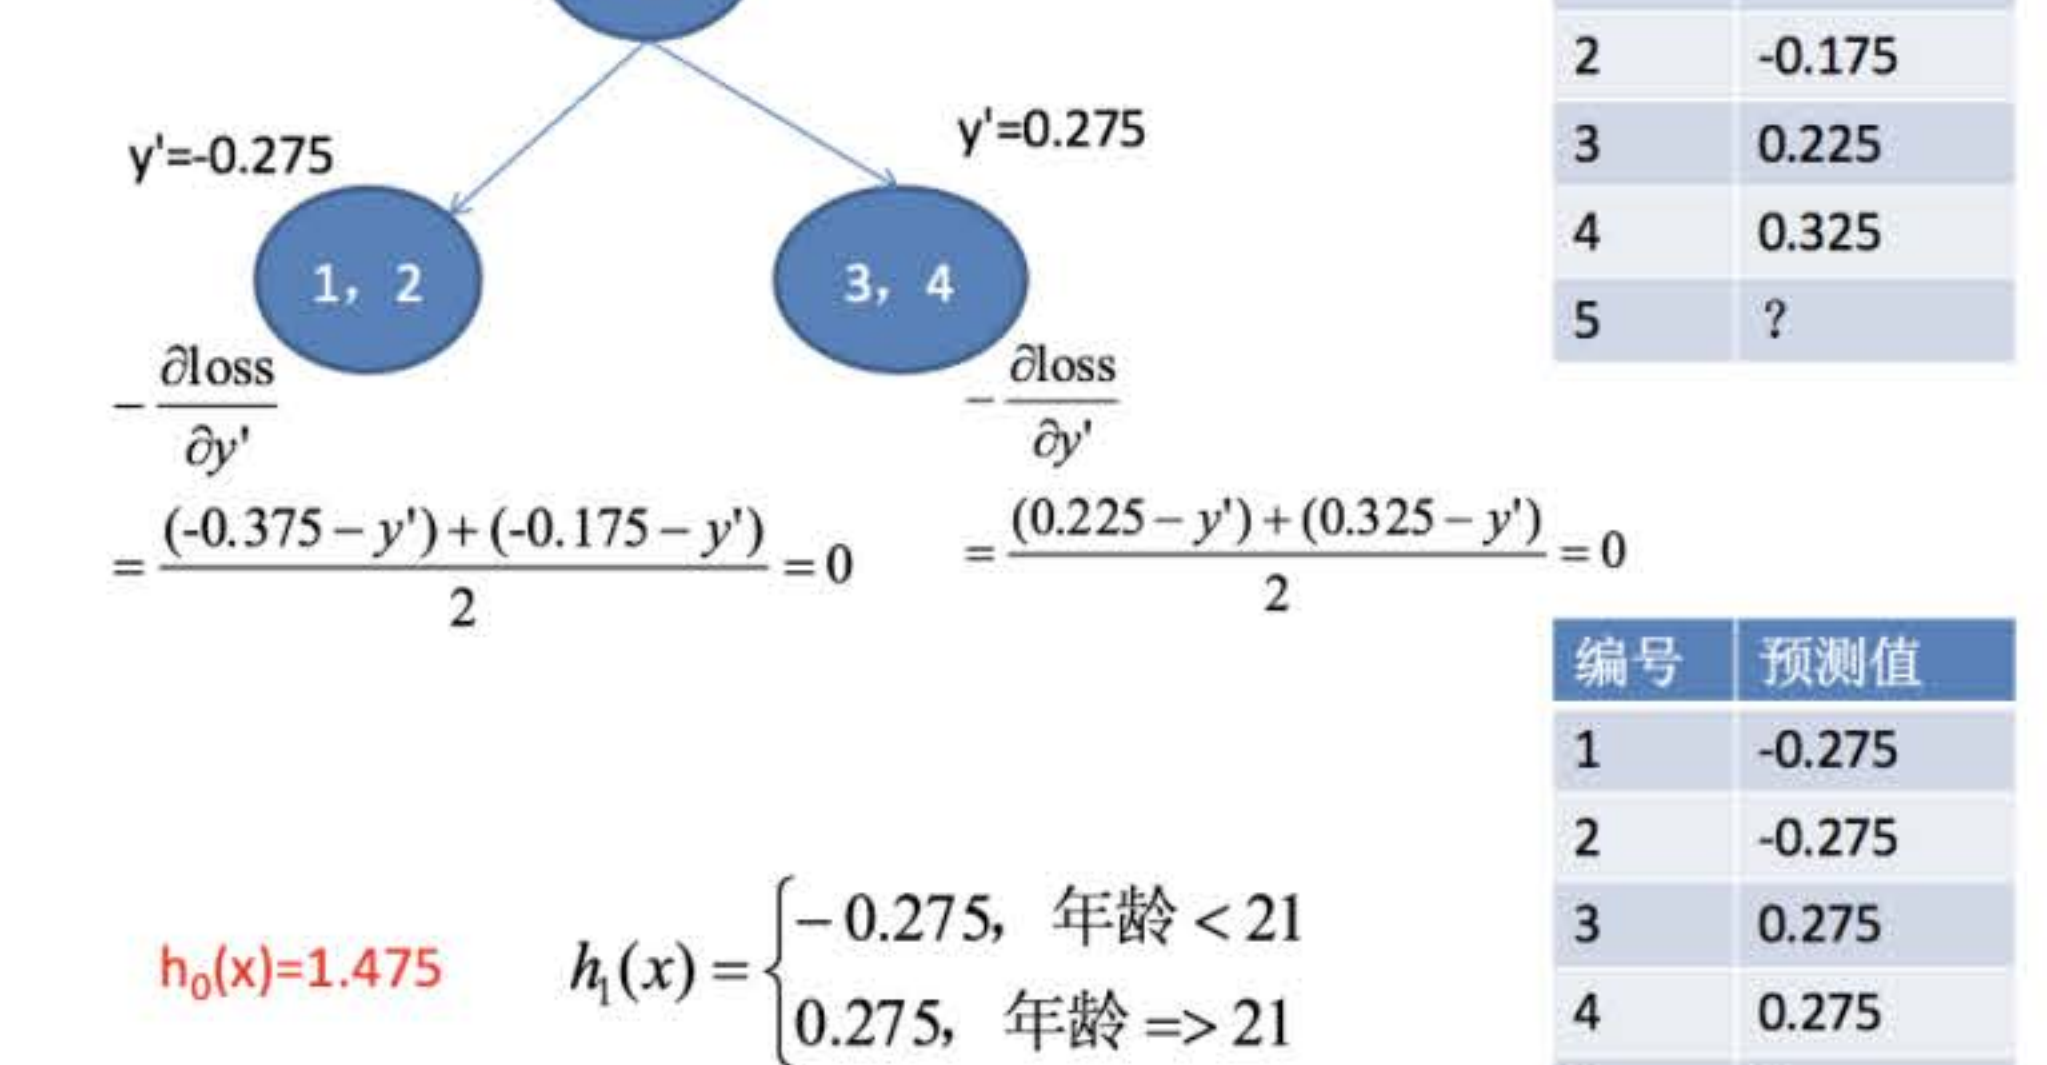 y'=-0.275
y'=0.275
1，2
3，4
2 -0.175
3 0.225
4 0.325
5 ？
-∂loss/∂y'
=((-0.375-y')+(-0.175-y'))/2=0
-∂loss/∂y'
=((0.225-y')+(0.325-y'))/2=0
编号 预测值
1 -0.275
2 -0.275
3 0.275
4 0.275
h₀(x)=1.475
h₁(x)={
-0.275, 年龄<21
0.275, 年龄=>21